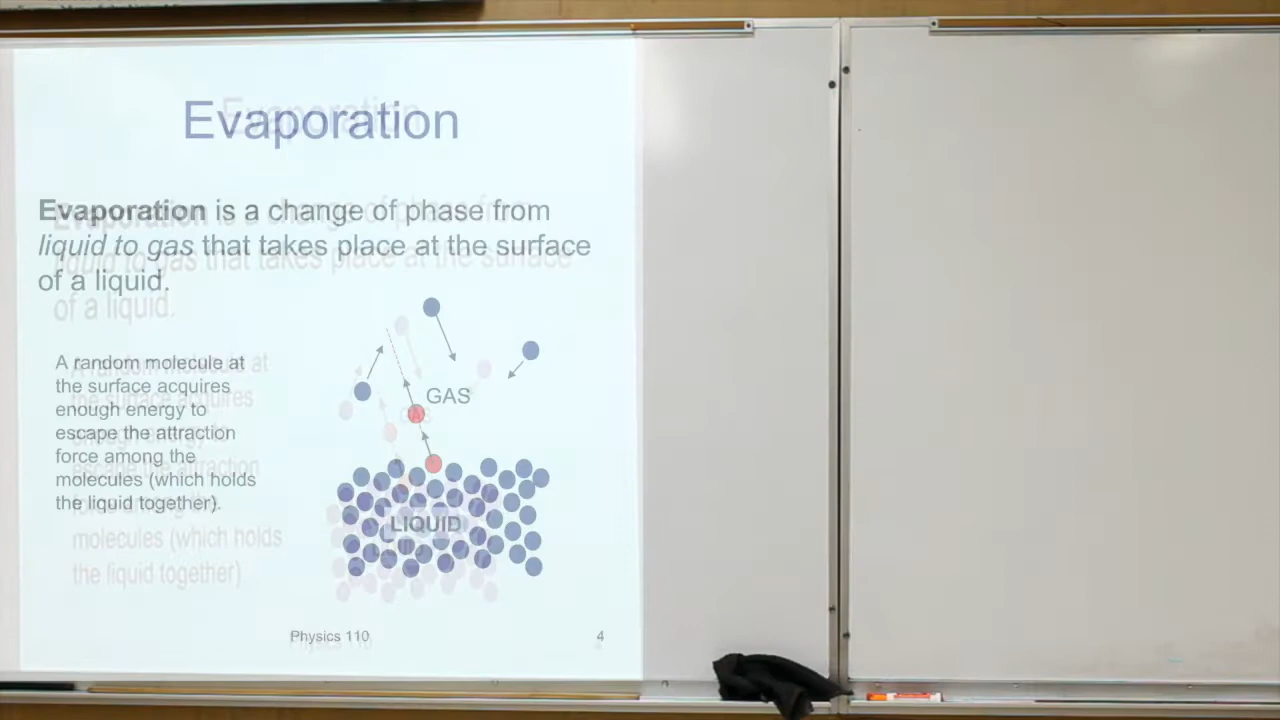 Evaporation
Evaporation is a change of phase from
liquid to gas that takes place at the surface
of a liquid.
A random molecule at
the surface acquires
enough energy to
escape the attraction
force among the
molecules (which holds
the liquid together).
GAS
LIQUID
Physics 110
4